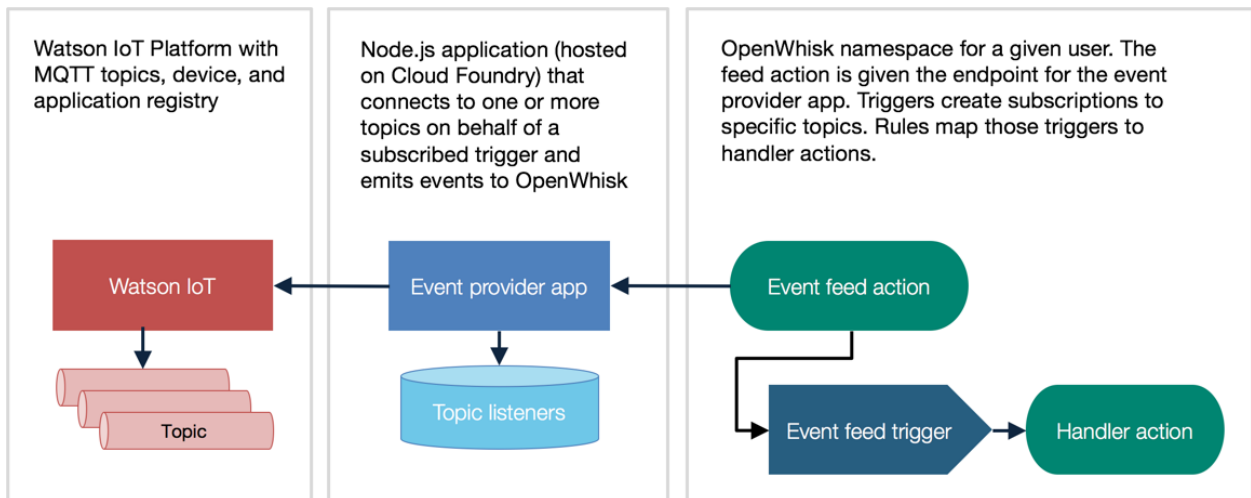 Watson IoT Platform with
MQTT topics, device, and
application registry
Node.js application (hosted
on Cloud Foundry) that
connects to one or more
topics on behalf of a
subscribed trigger and
emits events to OpenWhisk
OpenWhisk namespace for a given user. The
feed action is given the endpoint for the event
provider app. Triggers create subscriptions to
specific topics. Rules map those triggers to
handler actions.
Watson IoT
Event provider app
Event feed action
Topic
Topic listeners
Event feed trigger
Handler action